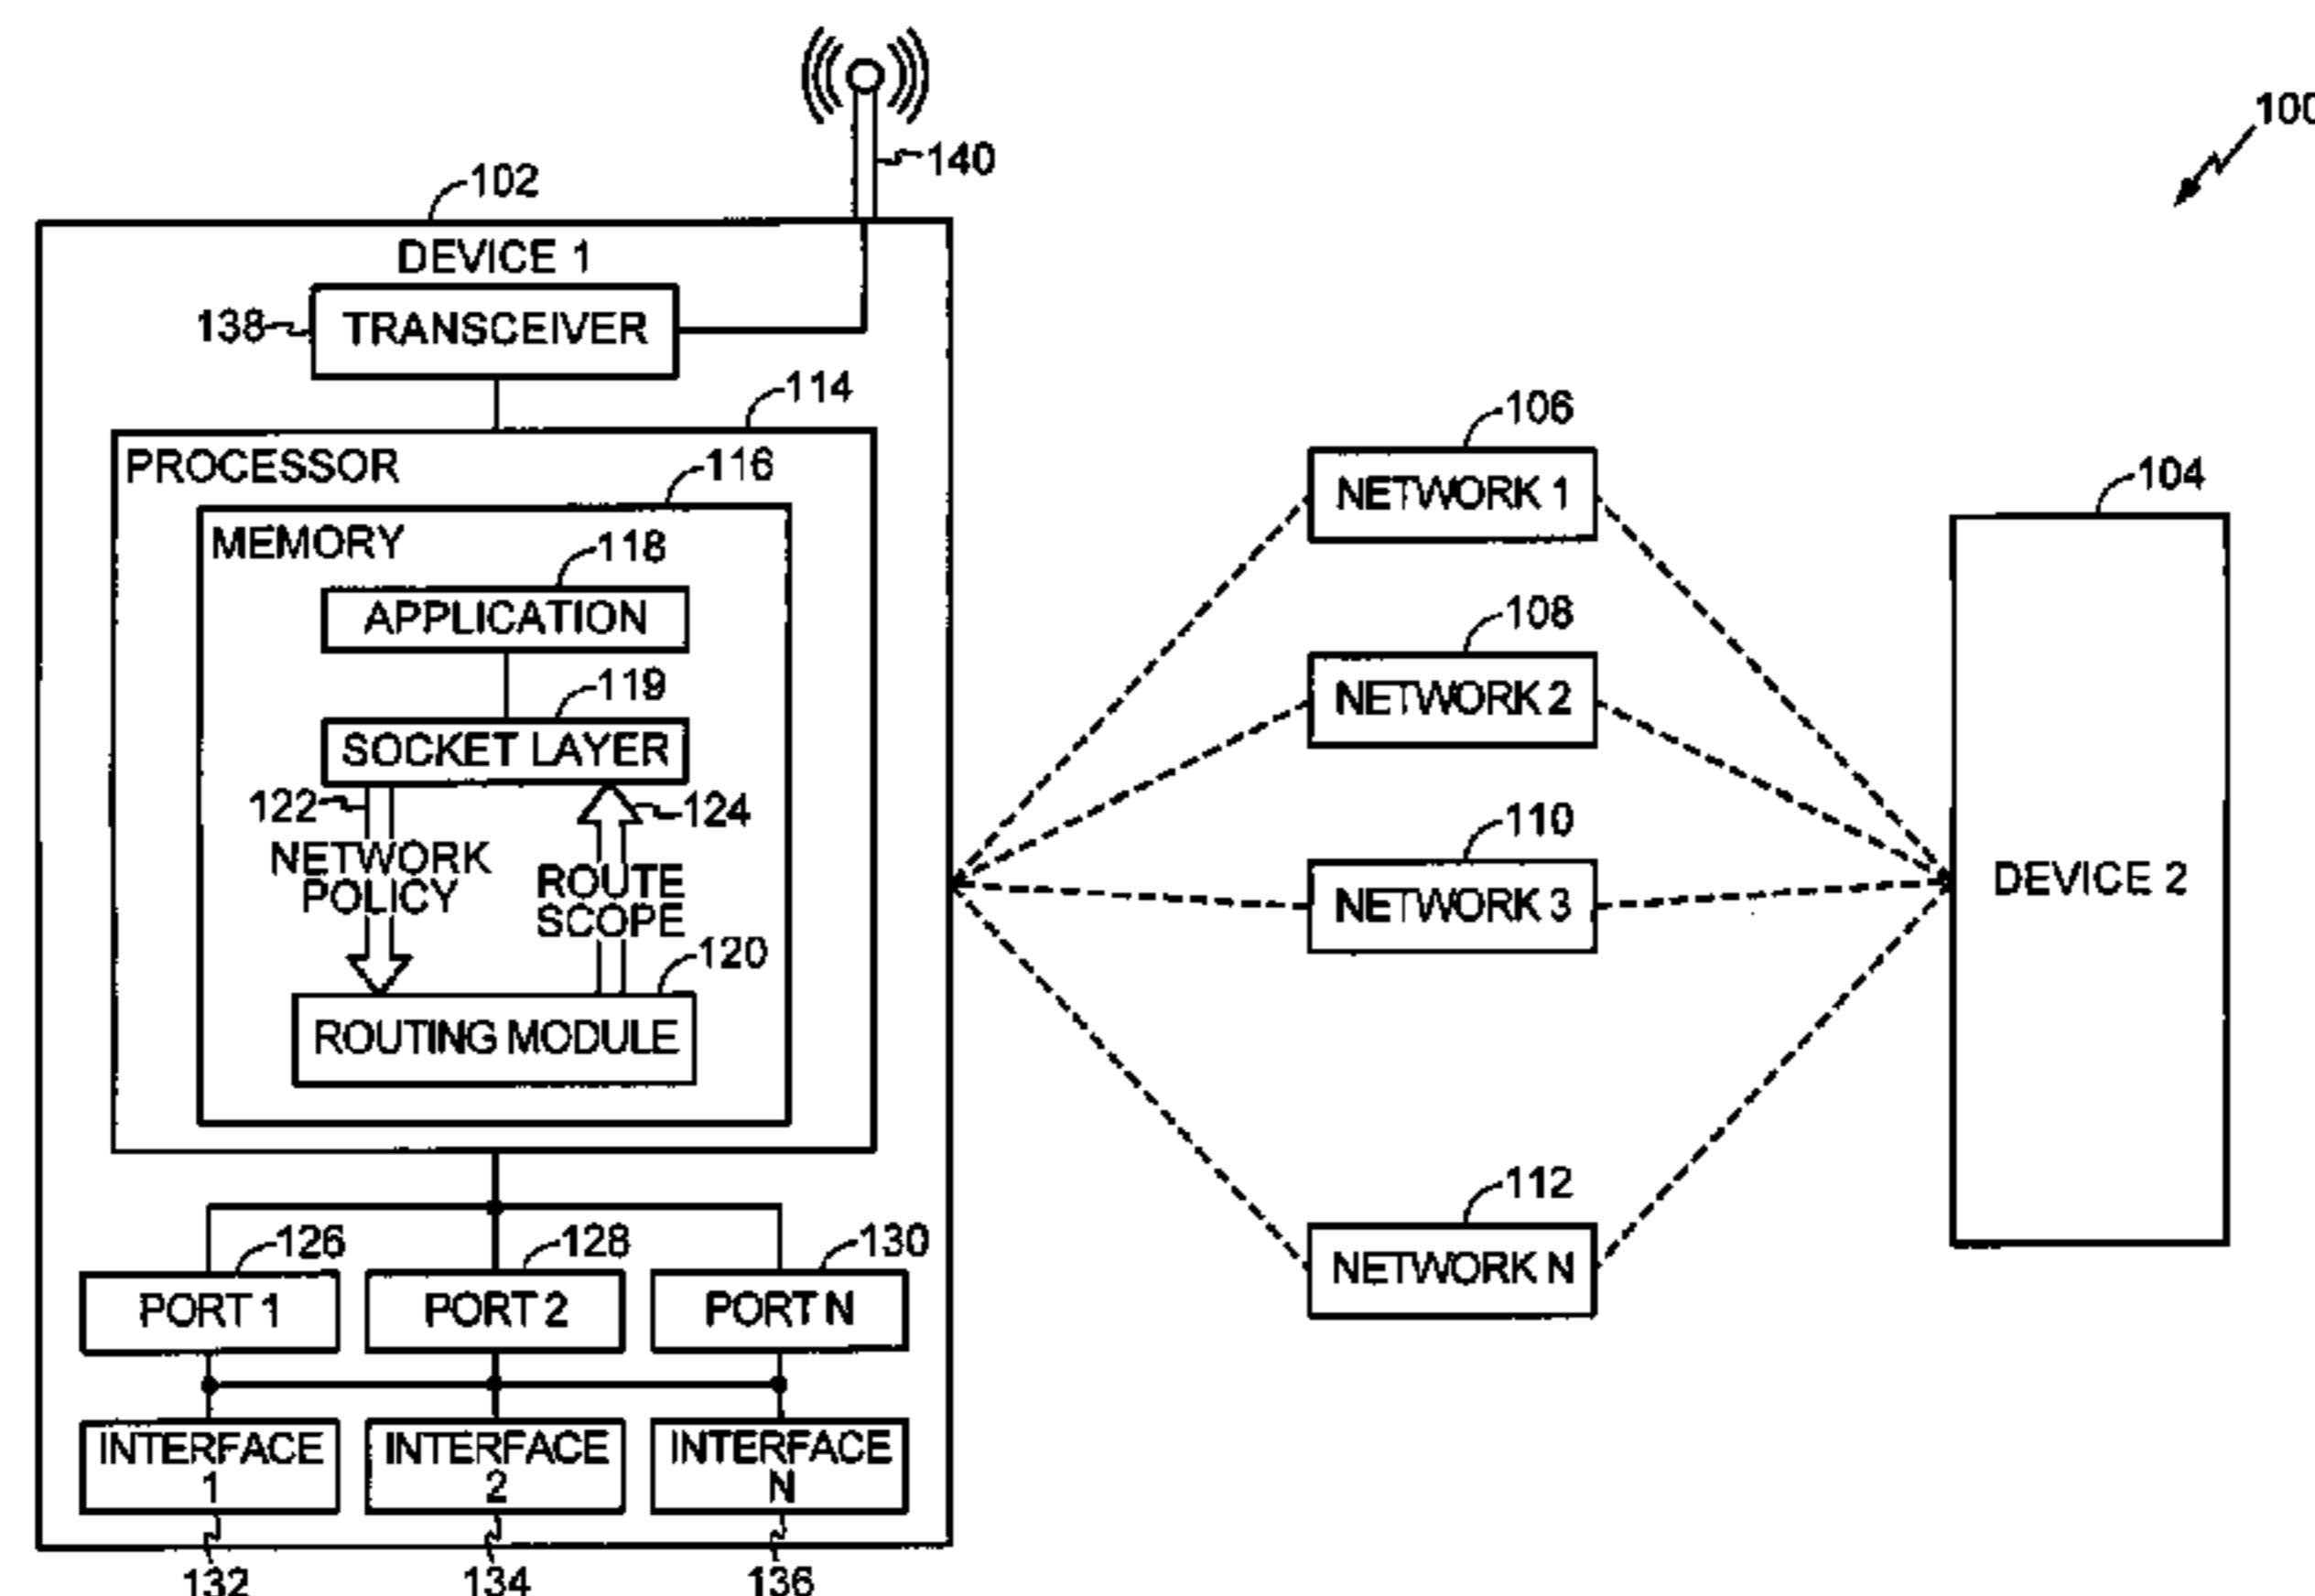 100
140
102
DEVICE 1
138
TRANSCEIVER
114
PROCESSOR
116
MEMORY
118
APPLICATION
119
SOCKET LAYER
122
124
NETWORK
POLICY
ROUTE
SCOPE
120
ROUTING MODULE
126
128
130
PORT 1
PORT 2
PORT N
INTERFACE
1
INTERFACE
2
INTERFACE
N
132
134
136
106
NETWORK 1
108
NETWORK 2
110
NETWORK 3
112
NETWORK N
104
DEVICE 2